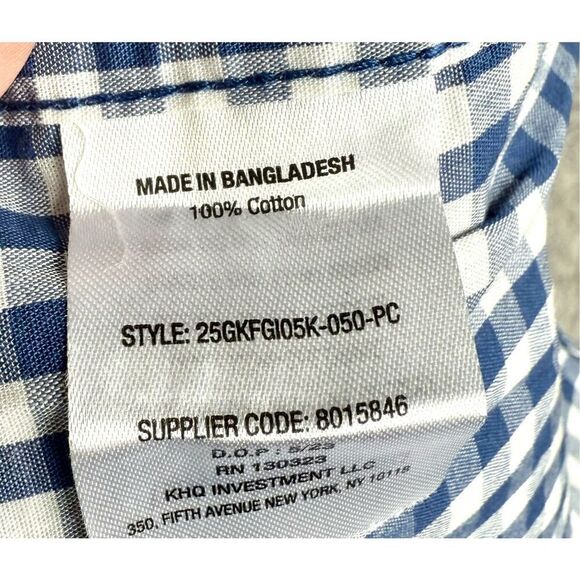 MADE IN BANGLADESH
100% Cotton
STYLE: 25GKFGI05K-050-PC
SUPPLIER CODE: 8015846
D.O.P :
RN 130323
KHQ INVESTMENT LLC
350, FIFTH AVENUE NEW YORK, NY 10118